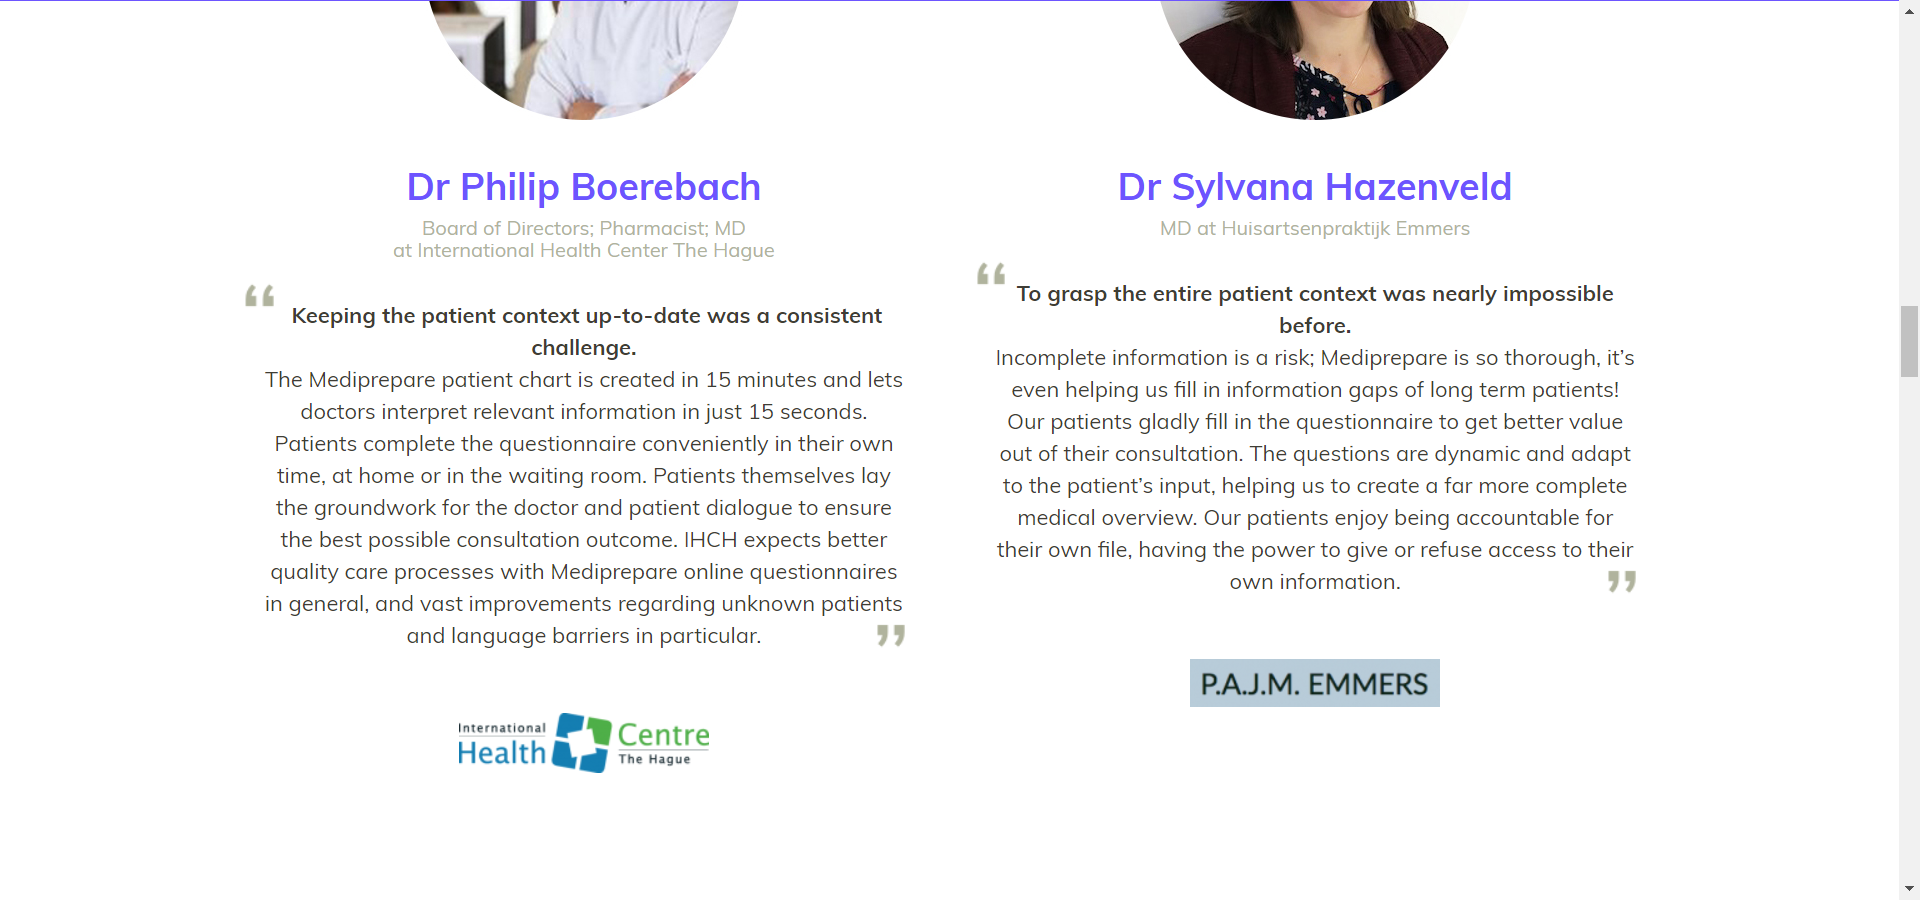 Dr Philip Boerebach
Board of Directors; Pharmacist; MD
at International Health Center The Hague
“
Keeping the patient context up-to-date was a consistent
challenge.
The Mediprepare patient chart is created in 15 minutes and lets
doctors interpret relevant information in just 15 seconds.
Patients complete the questionnaire conveniently in their own
time, at home or in the waiting room. Patients themselves lay
the groundwork for the doctor and patient dialogue to ensure
the best possible consultation outcome. IHCH expects better
quality care processes with Mediprepare online questionnaires
in general, and vast improvements regarding unknown patients
and language barriers in particular.
”
International
Health
Centre
The Hague
Dr Sylvana Hazenveld
MD at Huisartsenpraktijk Emmers
“
To grasp the entire patient context was nearly impossible
before.
Incomplete information is a risk; Mediprepare is so thorough, it’s
even helping us fill in information gaps of long term patients!
Our patients gladly fill in the questionnaire to get better value
out of their consultation. The questions are dynamic and adapt
to the patient’s input, helping us to create a far more complete
medical overview. Our patients enjoy being accountable for
their own file, having the power to give or refuse access to their
own information.
”
P.A.J.M. EMMERS